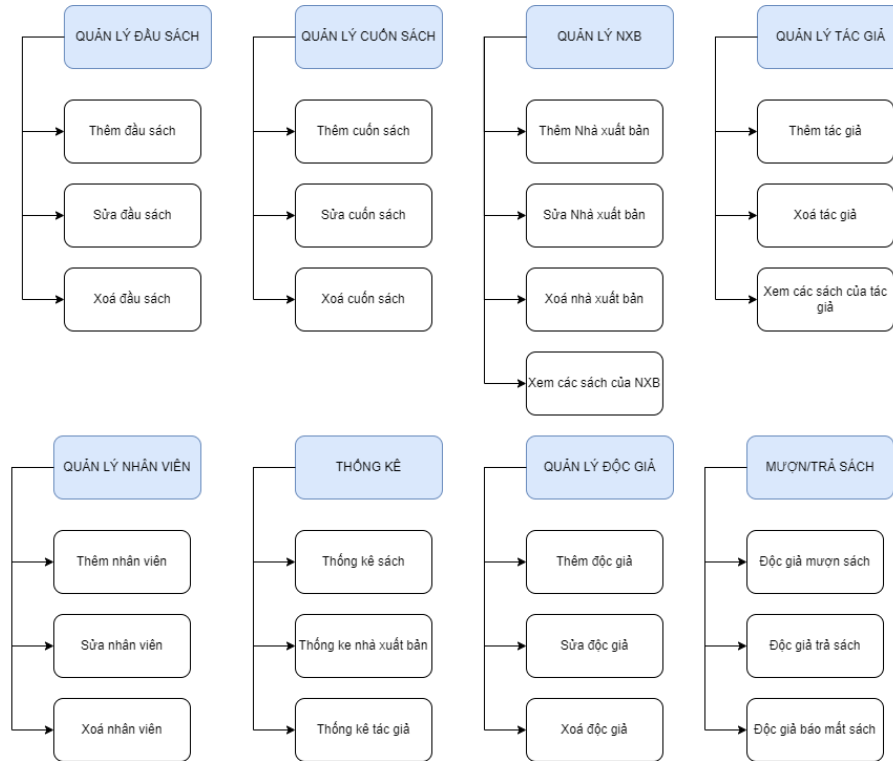 QUẢN LÝ ĐẦU SÁCH
QUẢN LÝ CUỐN SÁCH
QUẢN LÝ NXB
QUẢN LÝ TÁC GIẢ
Thêm đầu sách
Thêm cuốn sách
Thêm Nhà xuất bản
Thêm tác giả
Sửa đầu sách
Sửa cuốn sách
Sửa Nhà xuất bản
Xoá tác giả
Xoá đầu sách
Xoá cuốn sách
Xoá nhà xuất bản
Xem các sách của tác
giả
Xem các sách của NXB
QUẢN LÝ NHÂN VIÊN
THỐNG KÊ
QUẢN LÝ ĐỘC GIẢ
MƯỢN/TRẢ SÁCH
Thêm nhân viên
Thống kê sách
Thêm độc giả
Độc giả mượn sách
Sửa nhân viên
Thống ke nhà xuất bản
Sửa độc giả
Độc giả trả sách
Xoá nhân viên
Thống kê tác giả
Xoá độc giả
Độc giả báo mất sách